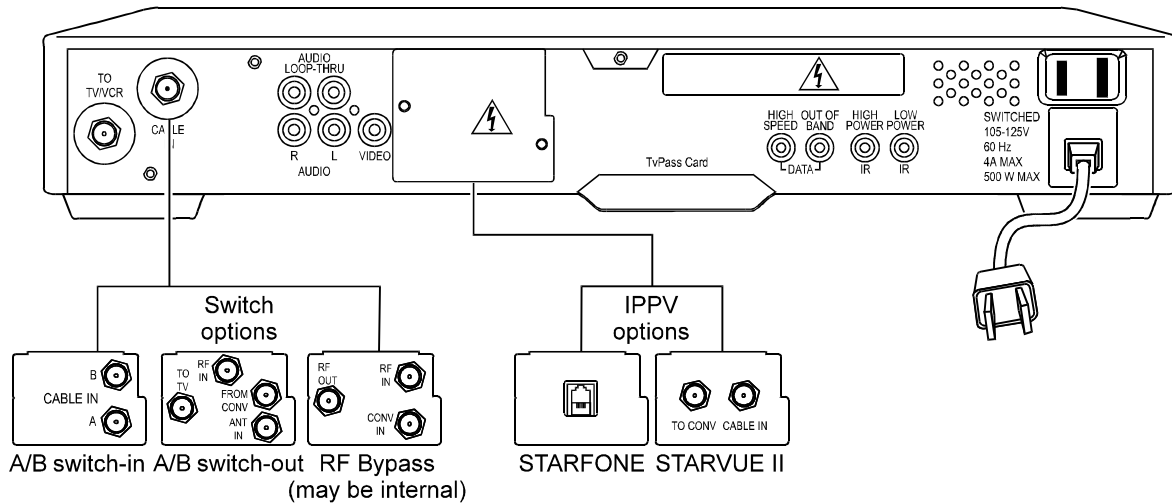 TO
TV/VCR
CABLE
IN
AUDIO
LOOP-THRU
R
L
VIDEO
AUDIO
TvPass Card
HIGH
SPEED
OUT OF
BAND
DATA
HIGH
POWER
IR
LOW
POWER
IR
SWITCHED
105-125V
60 Hz
4A MAX
500 W MAX
Switch
options
IPPV
options
B
CABLE IN
A
A/B switch-in
TO
TV
RF
IN
FROM
CONV
ANT
IN
A/B switch-out
RF
OUT
RF
IN
CONV
IN
RF Bypass
(may be internal)
STARFONE
TO CONV
CABLE IN
STARVUE II